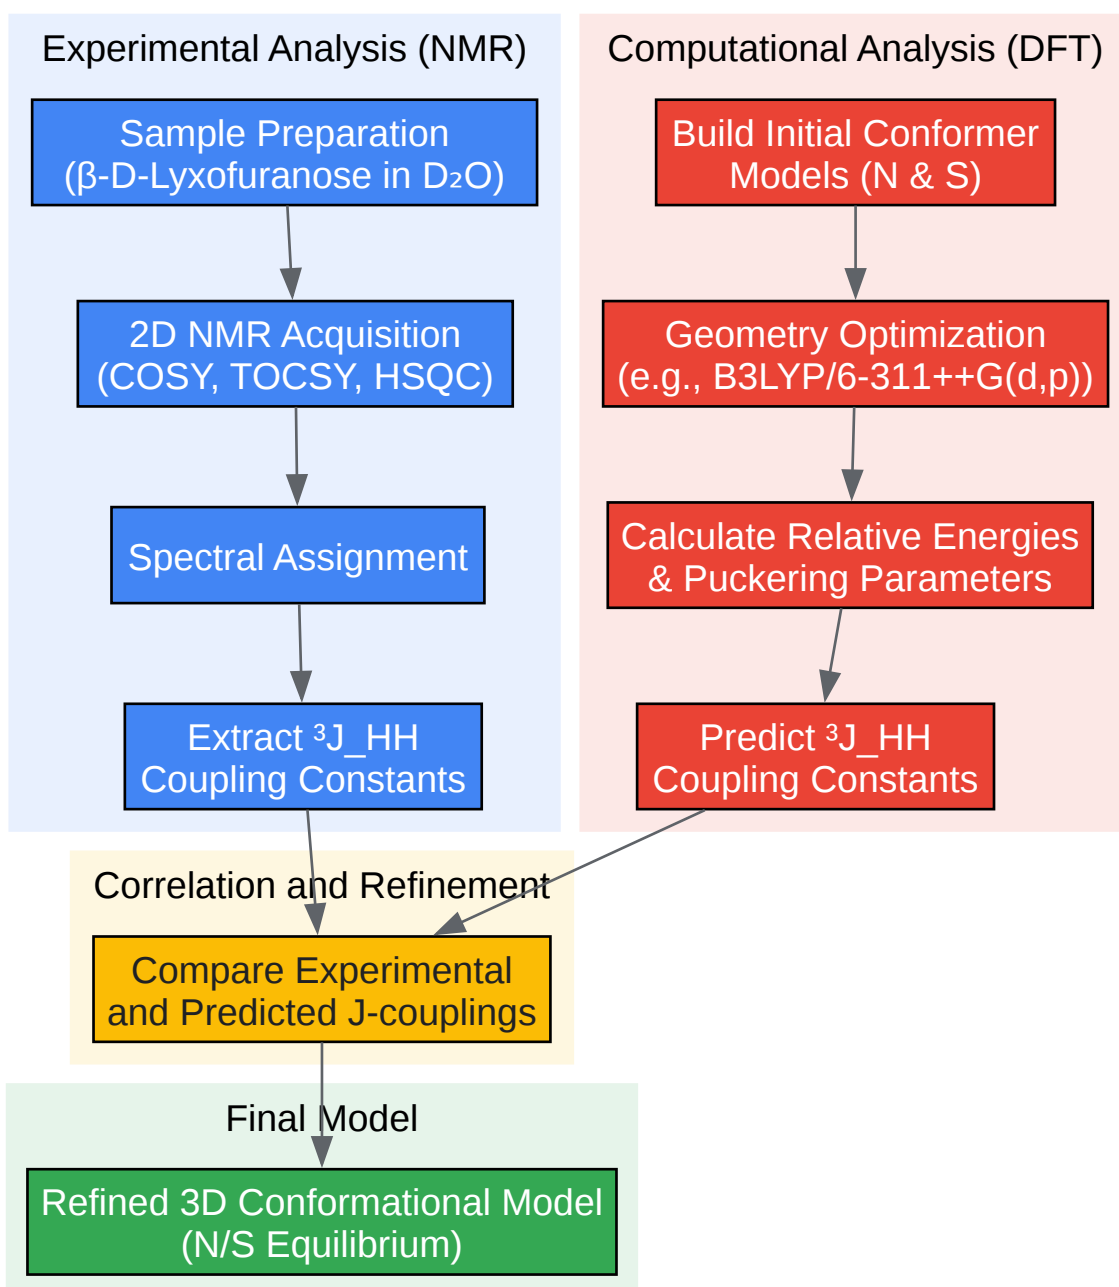 Experimental Analysis (NMR)
Sample Preparation
(β-D-Lyxofuranose in D₂O)
2D NMR Acquisition
(COSY, TOCSY, HSQC)
Spectral Assignment
Extract ³J_HH
Coupling Constants
Computational Analysis (DFT)
Build Initial Conformer
Models (N & S)
Geometry Optimization
(e.g., B3LYP/6-311++G(d,p))
Calculate Relative Energies
& Puckering Parameters
Predict ³J_HH
Coupling Constants
Correlation and Refinement
Compare Experimental
and Predicted J-couplings
Final Model
Refined 3D Conformational Model
(N/S Equilibrium)